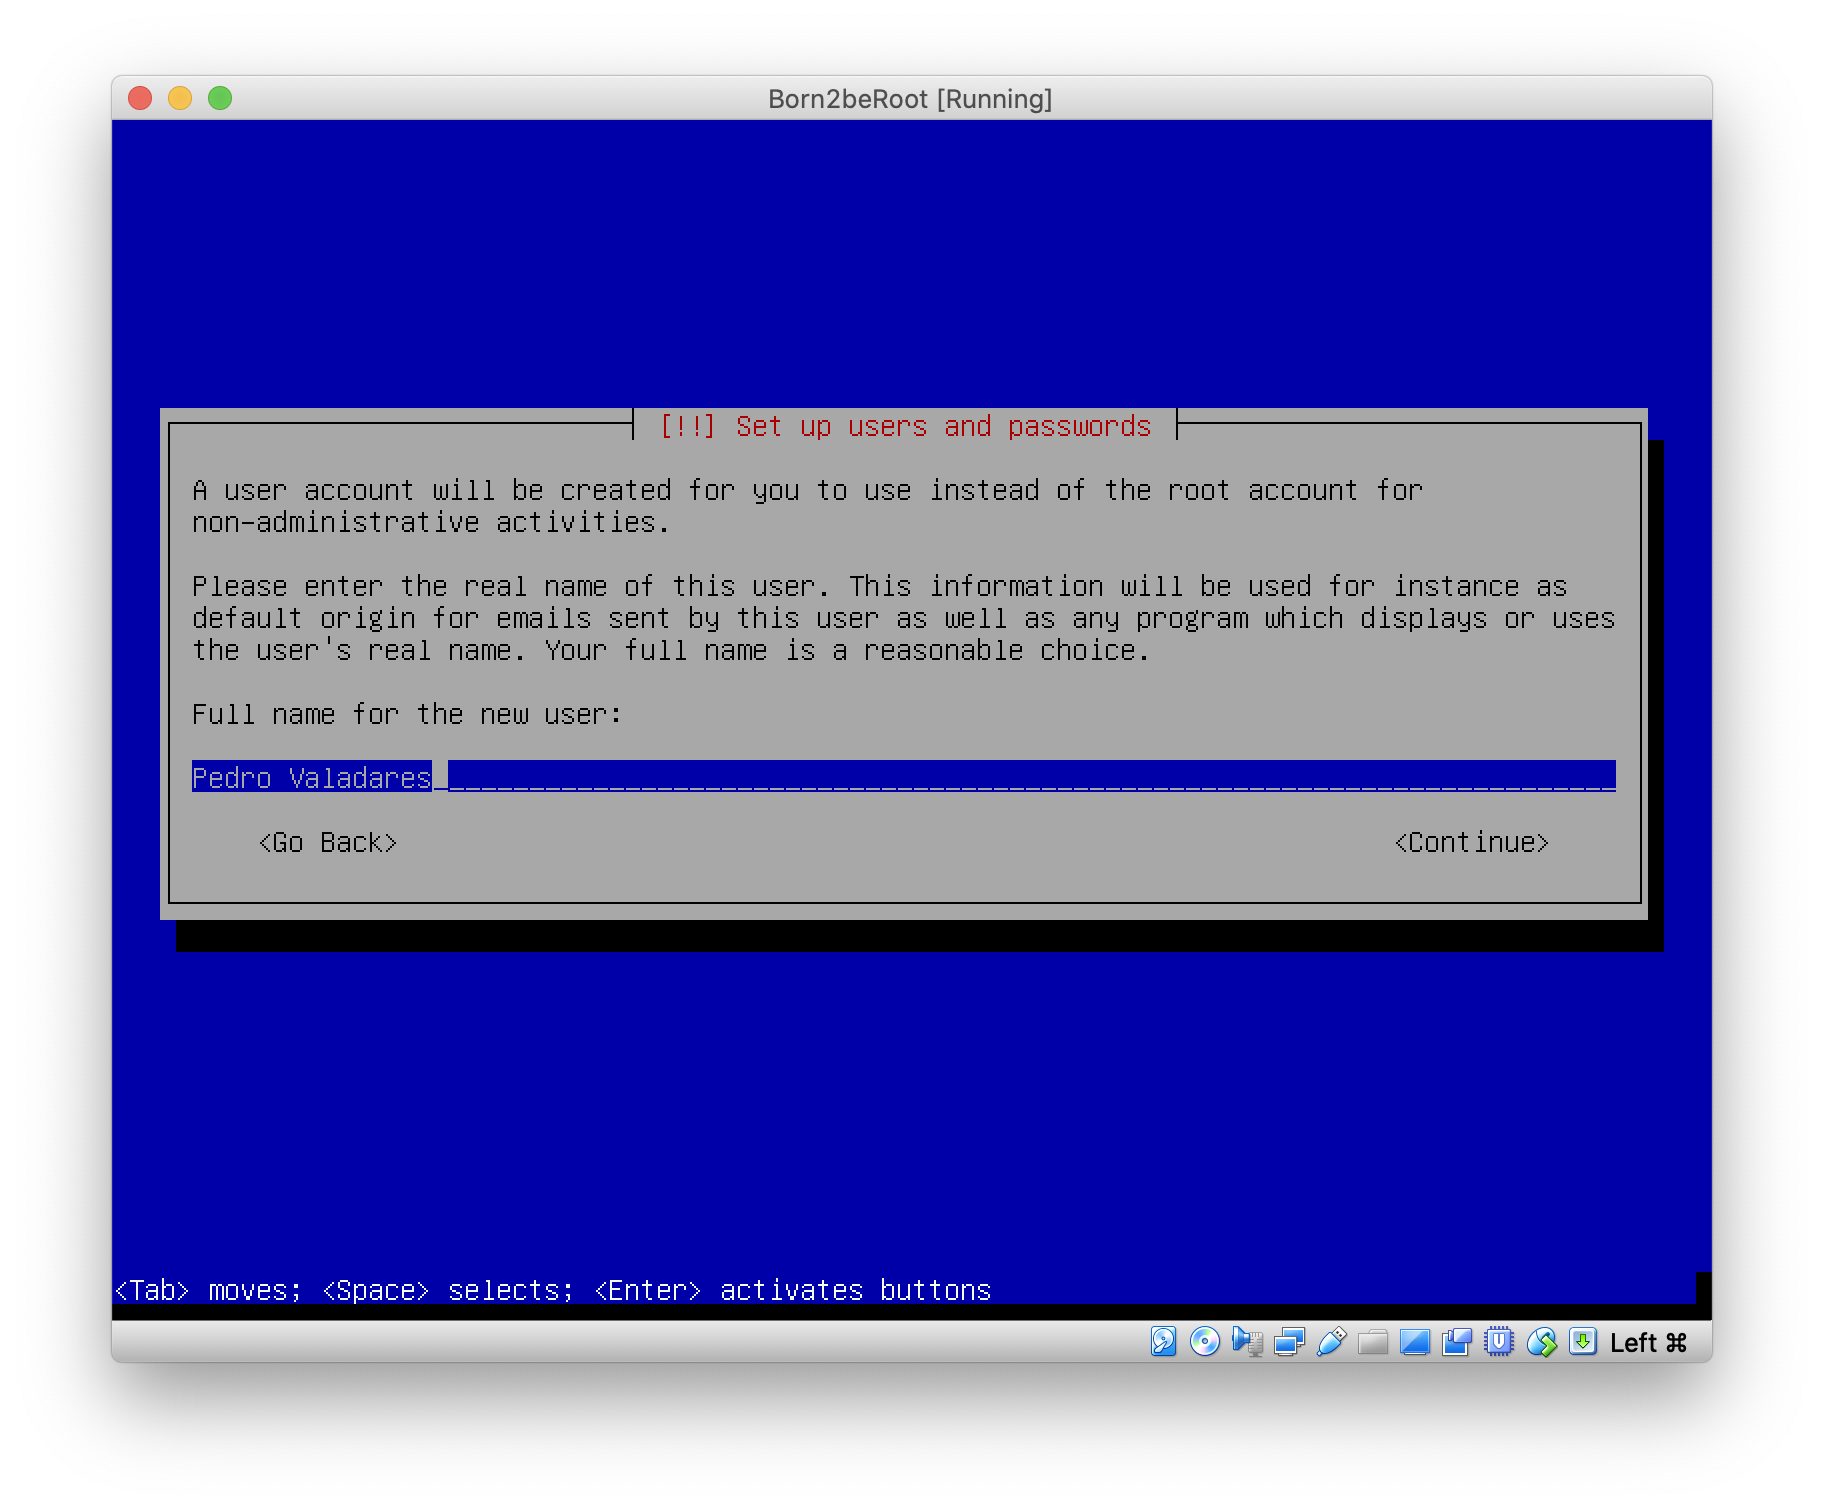 Born2beRoot [Running]
[!!] Set up users and passwords
A user account will be created for you to use instead of the root account for
non-administrative activities.
Please enter the real name of this user. This information will be used for instance as
default origin for emails sent by this user as well as any program which displays or uses
the user's real name. Your full name is a reasonable choice.
Full name for the new user:
Pedro Valadares
<Go Back> <Continue>
<Tab> moves; <Space> selects; <Enter> activates buttons
Left ⌘